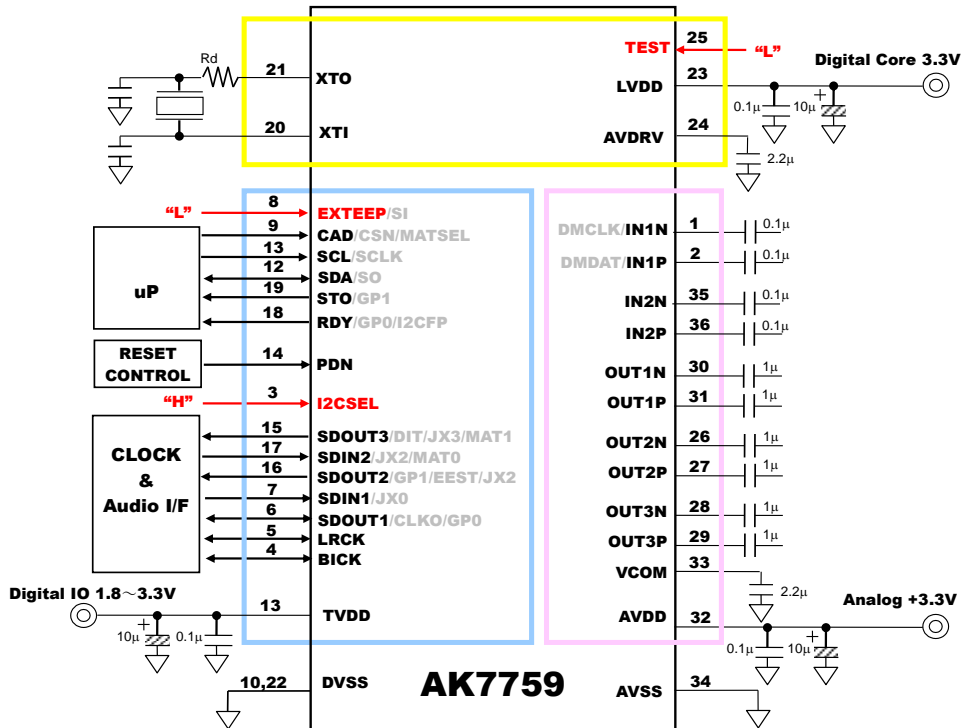 25
TEST
“L”
Rd
21
XTO
23
LVDD
Digital Core 3.3V
0.1μ
10μ
+
20
XTI
24
AVDRV
2.2μ
“L”
8
EXTEEP/SI
9
CAD/CSN/MATSEL
13
SCL/SCLK
12
SDA/SO
19
STO/GP1
18
RDY/GP0/I2CFP
uP
RESET
CONTROL
14
PDN
“H”
3
I2CSEL
CLOCK
&
Audio I/F
15
SDOUT3/DIT/JX3/MAT1
17
SDIN2/JX2/MAT0
16
SDOUT2/GP1/EEST/JX2
7
SDIN1/JX0
6
SDOUT1/CLKO/GP0
5
LRCK
4
BICK
Digital IO 1.8～3.3V
13
TVDD
+
10μ
0.1μ
10,22
DVSS
DMCLK/IN1N
1
0.1μ
DMDAT/IN1P
2
0.1μ
IN2N
35
0.1μ
IN2P
36
0.1μ
OUT1N
30
1μ
OUT1P
31
1μ
OUT2N
26
1μ
OUT2P
27
1μ
OUT3N
28
1μ
OUT3P
29
1μ
VCOM
33
2.2μ
AVDD
32
Analog +3.3V
0.1μ
10μ
+
AK7759
AVSS
34